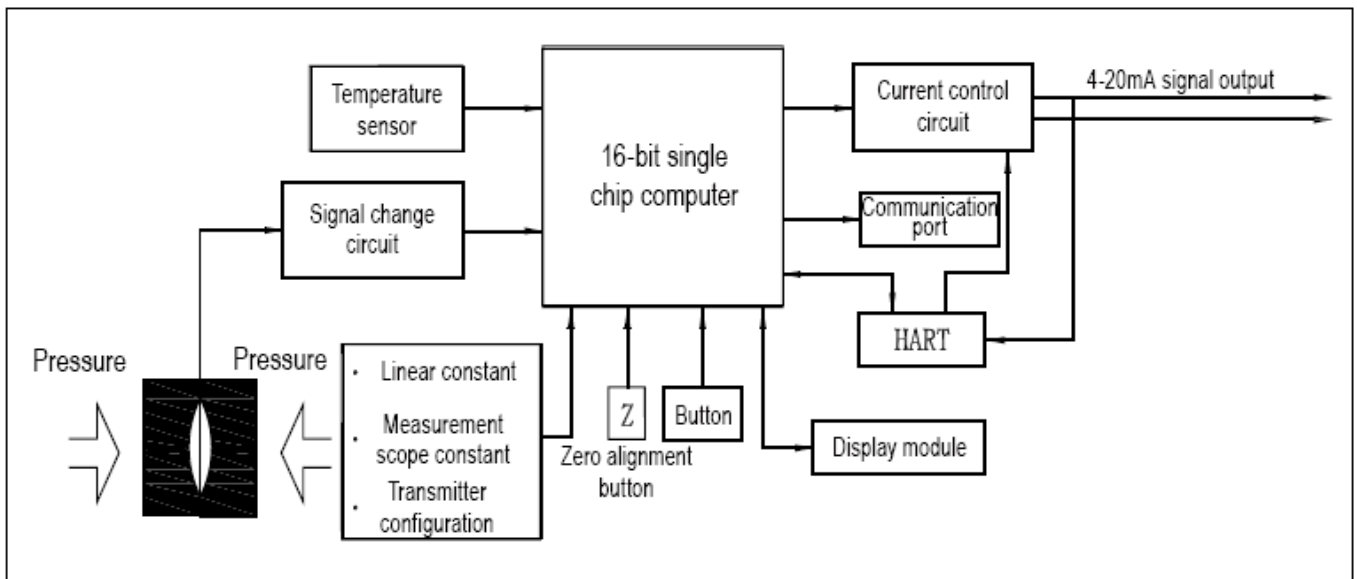 Temperature
sensor
16-bit single
chip computer
Current control
circuit
4-20mA signal output
Signal change
circuit
Communication
port
HART
Pressure
Pressure
· Linear constant
· Measurement
scope constant
· Transmitter
configuration
Z
Zero alignment
button
Button
Display module